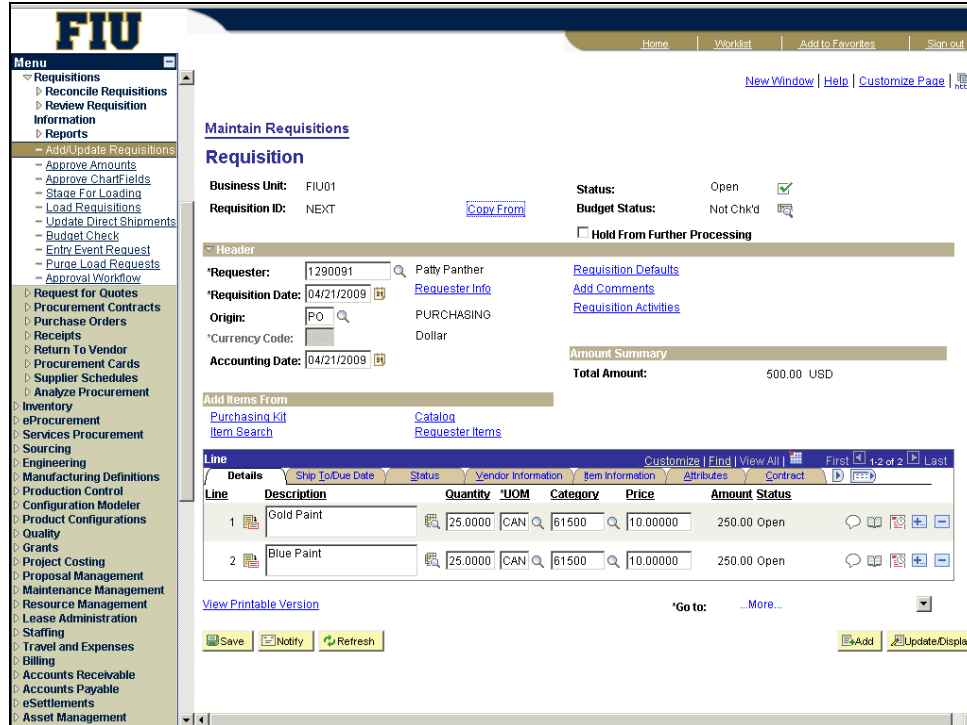 FIU
Home
Worklist
Add to Favorites
Sign out
Menu
Requisitions
Reconcile Requisitions
Review Requisition
Information
Reports
Add/Update Requisitions
Approve Amounts
Approve ChartFields
Stage For Loading
Load Requisitions
Update Direct Shipments
Budget Check
Entry Event Request
Purge Load Requests
Approval Workflow
Request for Quotes
Procurement Contracts
Purchase Orders
Receipts
Return To Vendor
Procurement Cards
Supplier Schedules
Analyze Procurement
Inventory
eProcurement
Services Procurement
Sourcing
Engineering
Manufacturing Definitions
Production Control
Configuration Modeler
Product Configurations
Quality
Grants
Project Costing
Proposal Management
Maintenance Management
Resource Management
Lease Administration
Staffing
Travel and Expenses
Billing
Accounts Receivable
Accounts Payable
eSettlements
Asset Management
New Window | Help | Customize Page |
Maintain Requisitions
Requisition
Business Unit: FIU01 Status: Open
Requisition ID: NEXT Copy From Budget Status: Not Chk'd
Hold From Further Processing
Header
*Requester: 1290091 Patty Panther Requisition Defaults
*Requisition Date: 04/21/2009 Requester Info Add Comments
Origin: PO PURCHASING Requisition Activities
*Currency Code: USD Dollar
Accounting Date: 04/21/2009
Amount Summary
Total Amount: 500.00 USD
Add Items From
Purchasing Kit Catalog
Item Search Requester Items
Line Customize | Find | View All | First 1-2 of 2 Last
Details Ship To/Due Date Status Vendor Information Item Information Attributes Contract
Line Description Quantity *UOM Category Price Amount Status
1 Gold Paint 25.0000 CAN 61500 10.00000 250.00 Open
2 Blue Paint 25.0000 CAN 61500 10.00000 250.00 Open
View Printable Version *Go to: ...More...
Save Notify Refresh Add Update/Displa